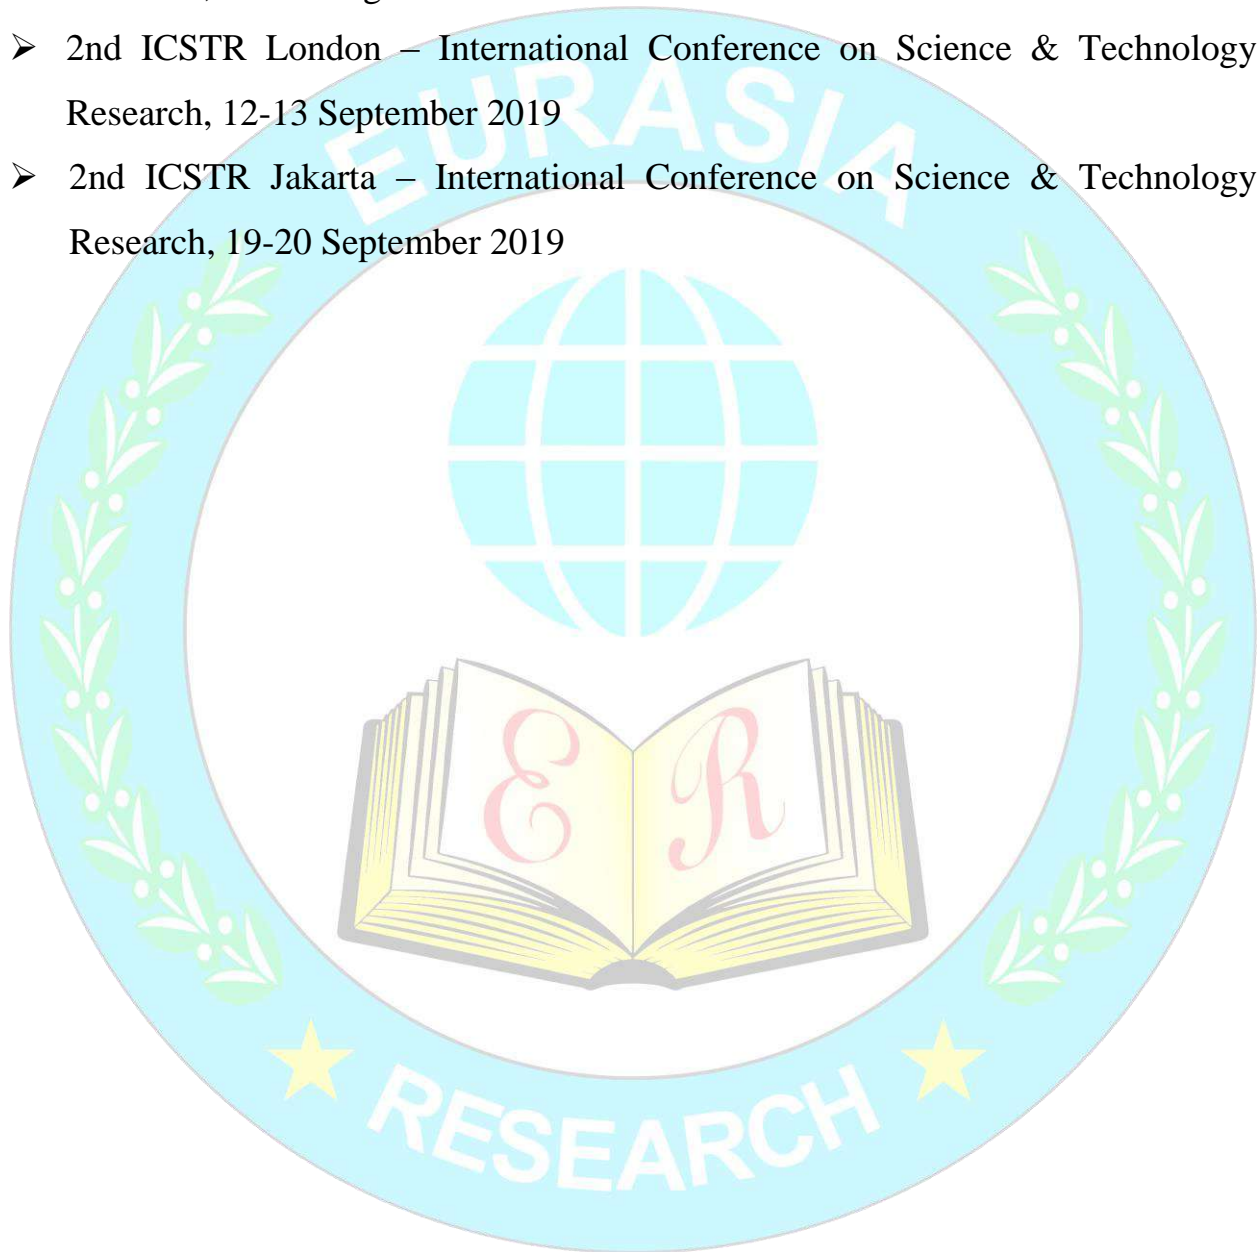 ➢ 2nd ICSTR London – International Conference on Science & Technology
Research, 12-13 September 2019
➢ 2nd ICSTR Jakarta – International Conference on Science & Technology
Research, 19-20 September 2019
EURASIA
E R
RESEARCH